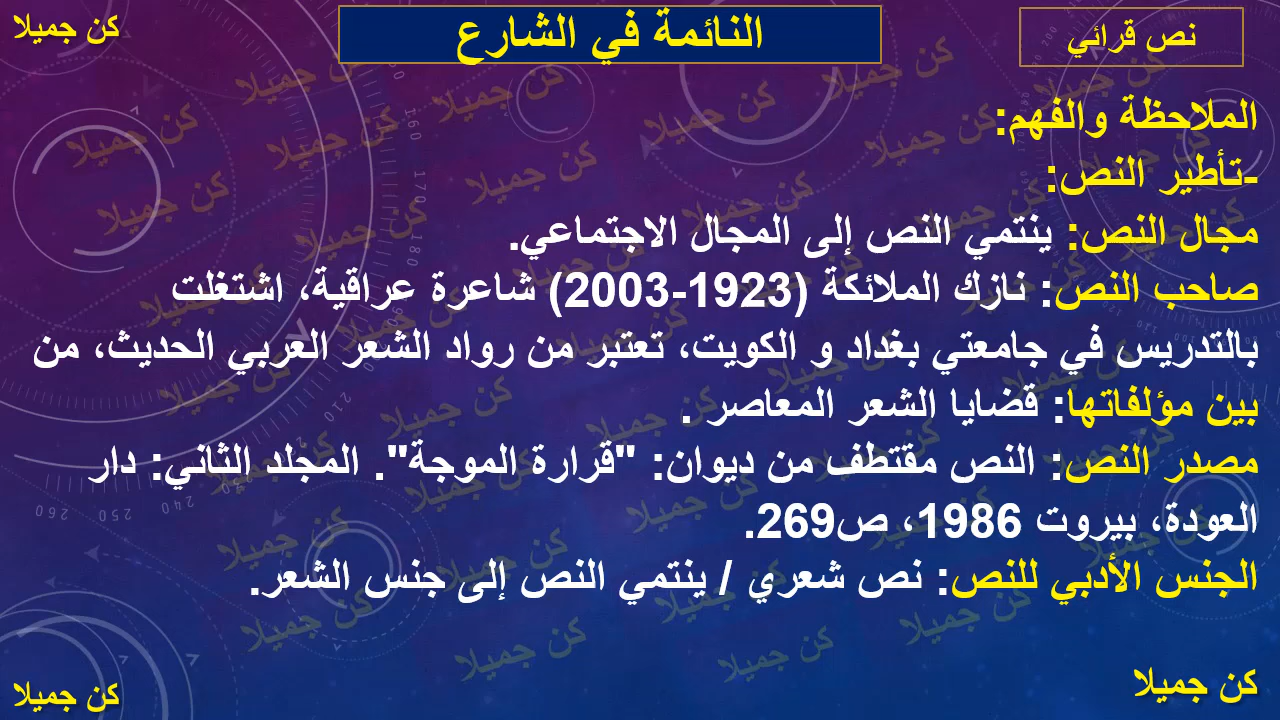 كن جميلا
النائمة في الشارع
نص قرائي
الملاحظة والفهم:
-تأطير النص:
مجال النص: ينتمي النص إلى المجال الاجتماعي.
صاحب النص: نازك الملائكة (1923-2003) شاعرة عراقية، اشتغلت
بالتدريس في جامعتي بغداد و الكويت، تعتبر من رواد الشعر العربي الحديث، من
بين مؤلفاتها: قضايا الشعر المعاصر .
مصدر النص: النص مقتطف من ديوان: "قرارة الموجة". المجلد الثاني: دار
العودة، بيروت 1986، ص269.
الجنس الأدبي للنص: نص شعري / ينتمي النص إلى جنس الشعر.
كن جميلا
كن جميلا